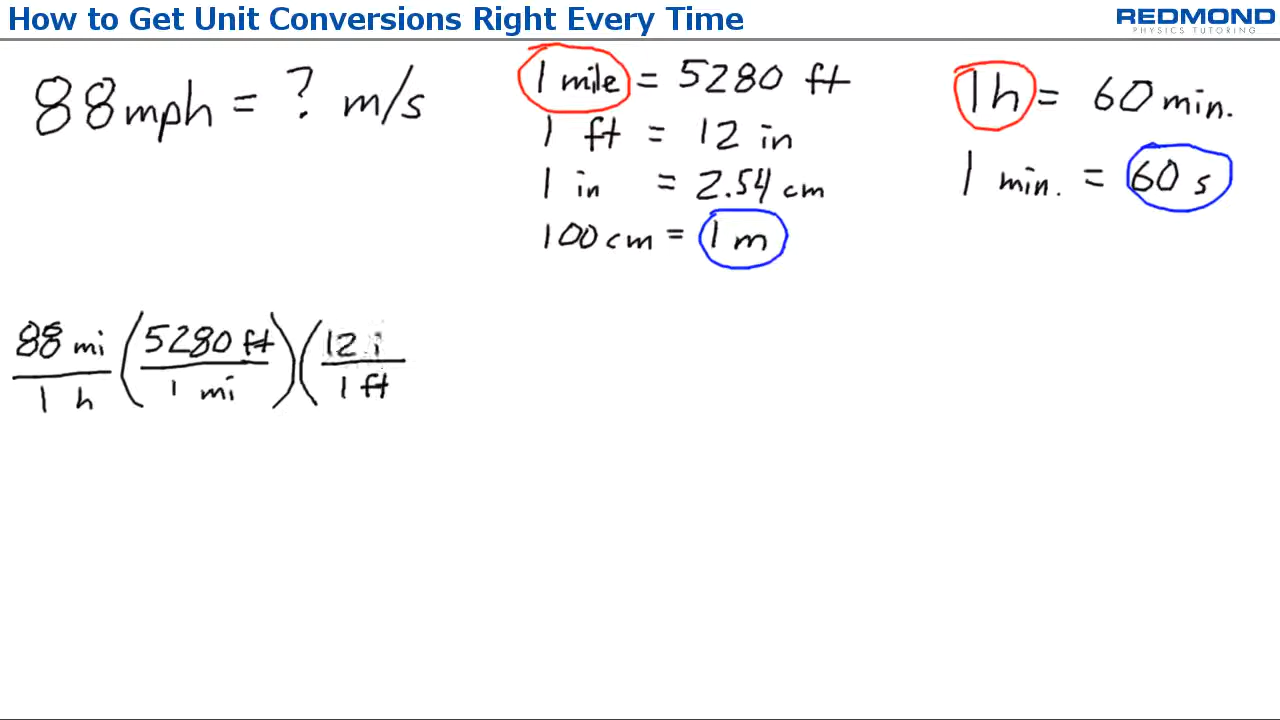 How to Get Unit Conversions Right Every Time
REDMOND
PHYSICS TUTORING
88mph = ? m/s
1 mile = 5280 ft
1 ft = 12 in
1 in = 2.54 cm
100 cm = 1 m
1 h = 60 min.
1 min. = 60 s
88 mi (5280 ft)(12 i
1 h 1 mi 1 ft